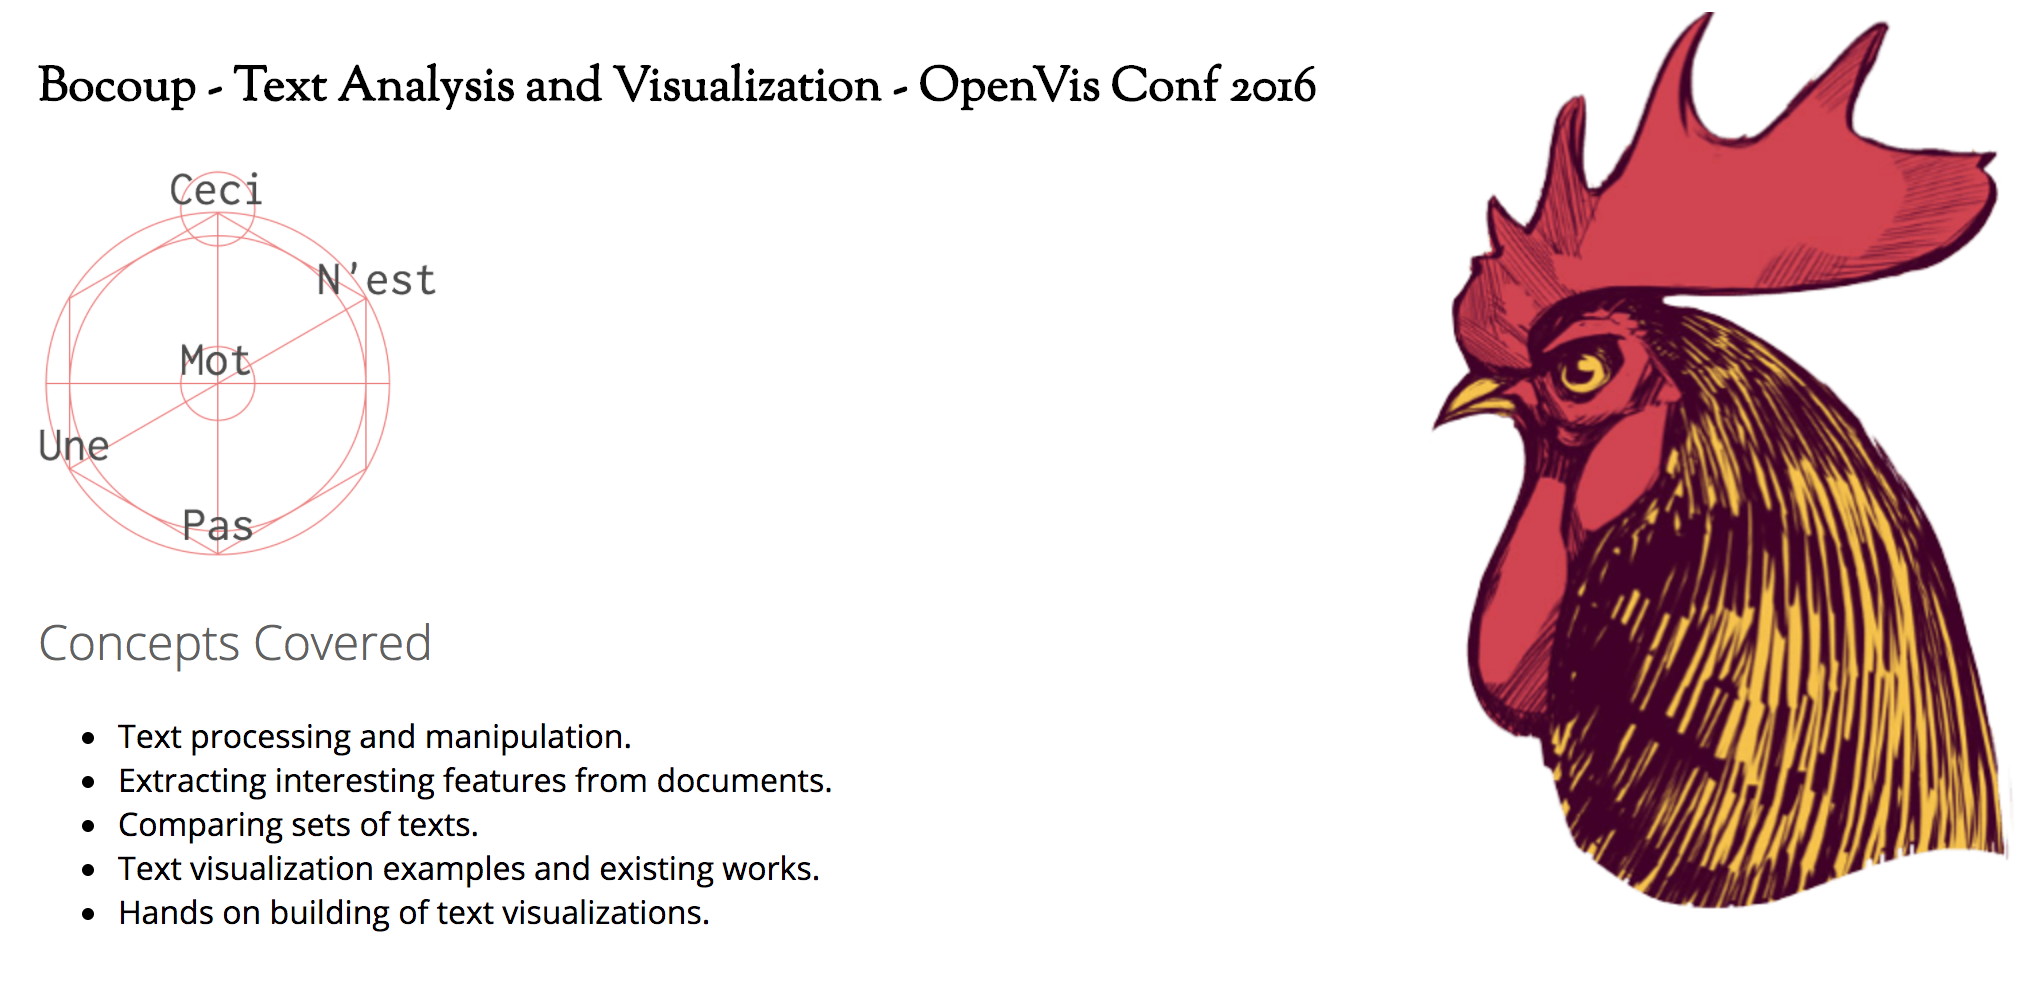 Bocoup - Text Analysis and Visualization - OpenVis Conf 2016
Ceci
N'est
Mot
Une
Pas
Concepts Covered
• Text processing and manipulation.
• Extracting interesting features from documents.
• Comparing sets of texts.
• Text visualization examples and existing works.
• Hands on building of text visualizations.